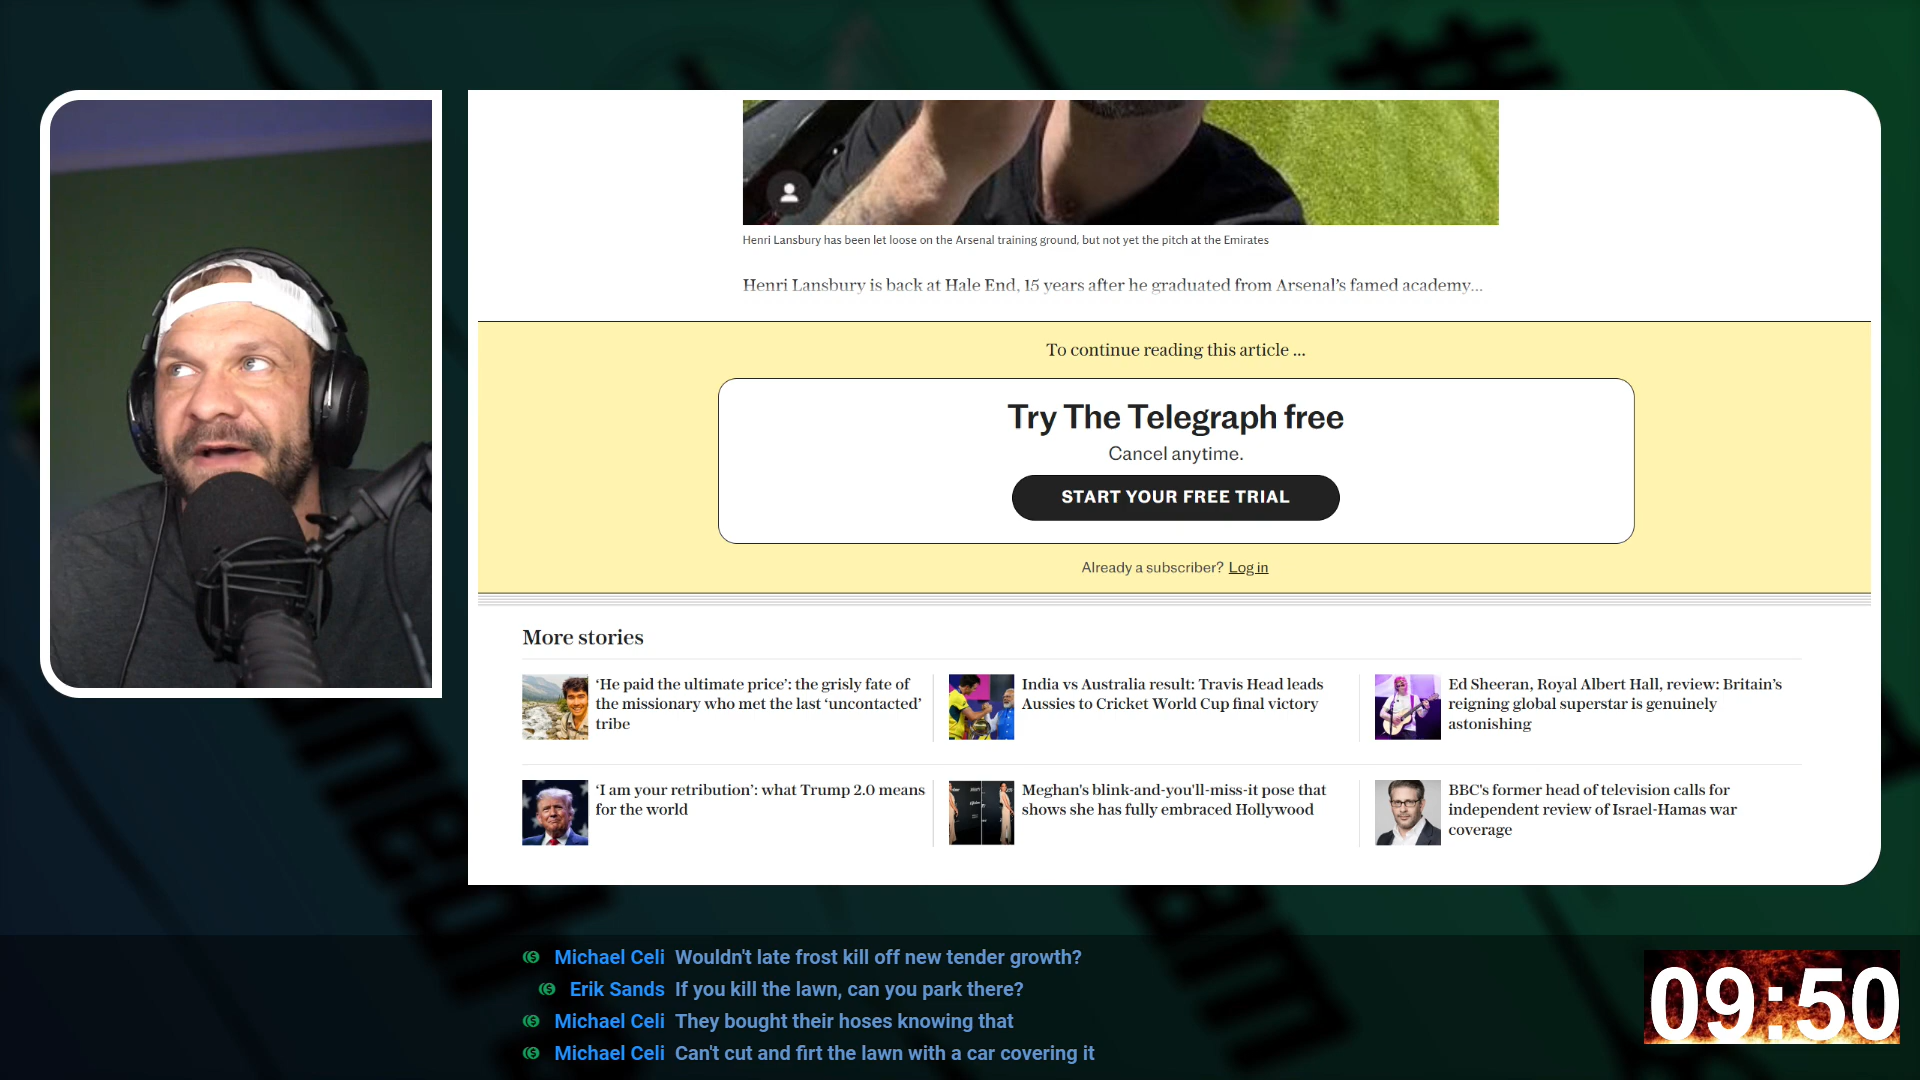 Henri Lansbury has been let loose on the Arsenal training ground, but not yet the pitch at the Emirates
Henri Lansbury is back at Hale End, 15 years after he graduated from Arsenal's famed academy...
To continue reading this article ...
Try The Telegraph free
Cancel anytime.
START YOUR FREE TRIAL
Already a subscriber? Log in
More stories
‘He paid the ultimate price’: the grisly fate of
the missionary who met the last ‘uncontacted’
tribe
India vs Australia result: Travis Head leads
Aussies to Cricket World Cup final victory
Ed Sheeran, Royal Albert Hall, review: Britain’s
reigning global superstar is genuinely
astonishing
‘I am your retribution’: what Trump 2.0 means
for the world
Meghan's blink-and-you'll-miss-it pose that
shows she has fully embraced Hollywood
BBC's former head of television calls for
independent review of Israel-Hamas war
coverage
Michael Celi Wouldn't late frost kill off new tender growth?
Erik Sands If you kill the lawn, can you park there?
Michael Celi They bought their hoses knowing that
Michael Celi Can't cut and firt the lawn with a car covering it
09:50